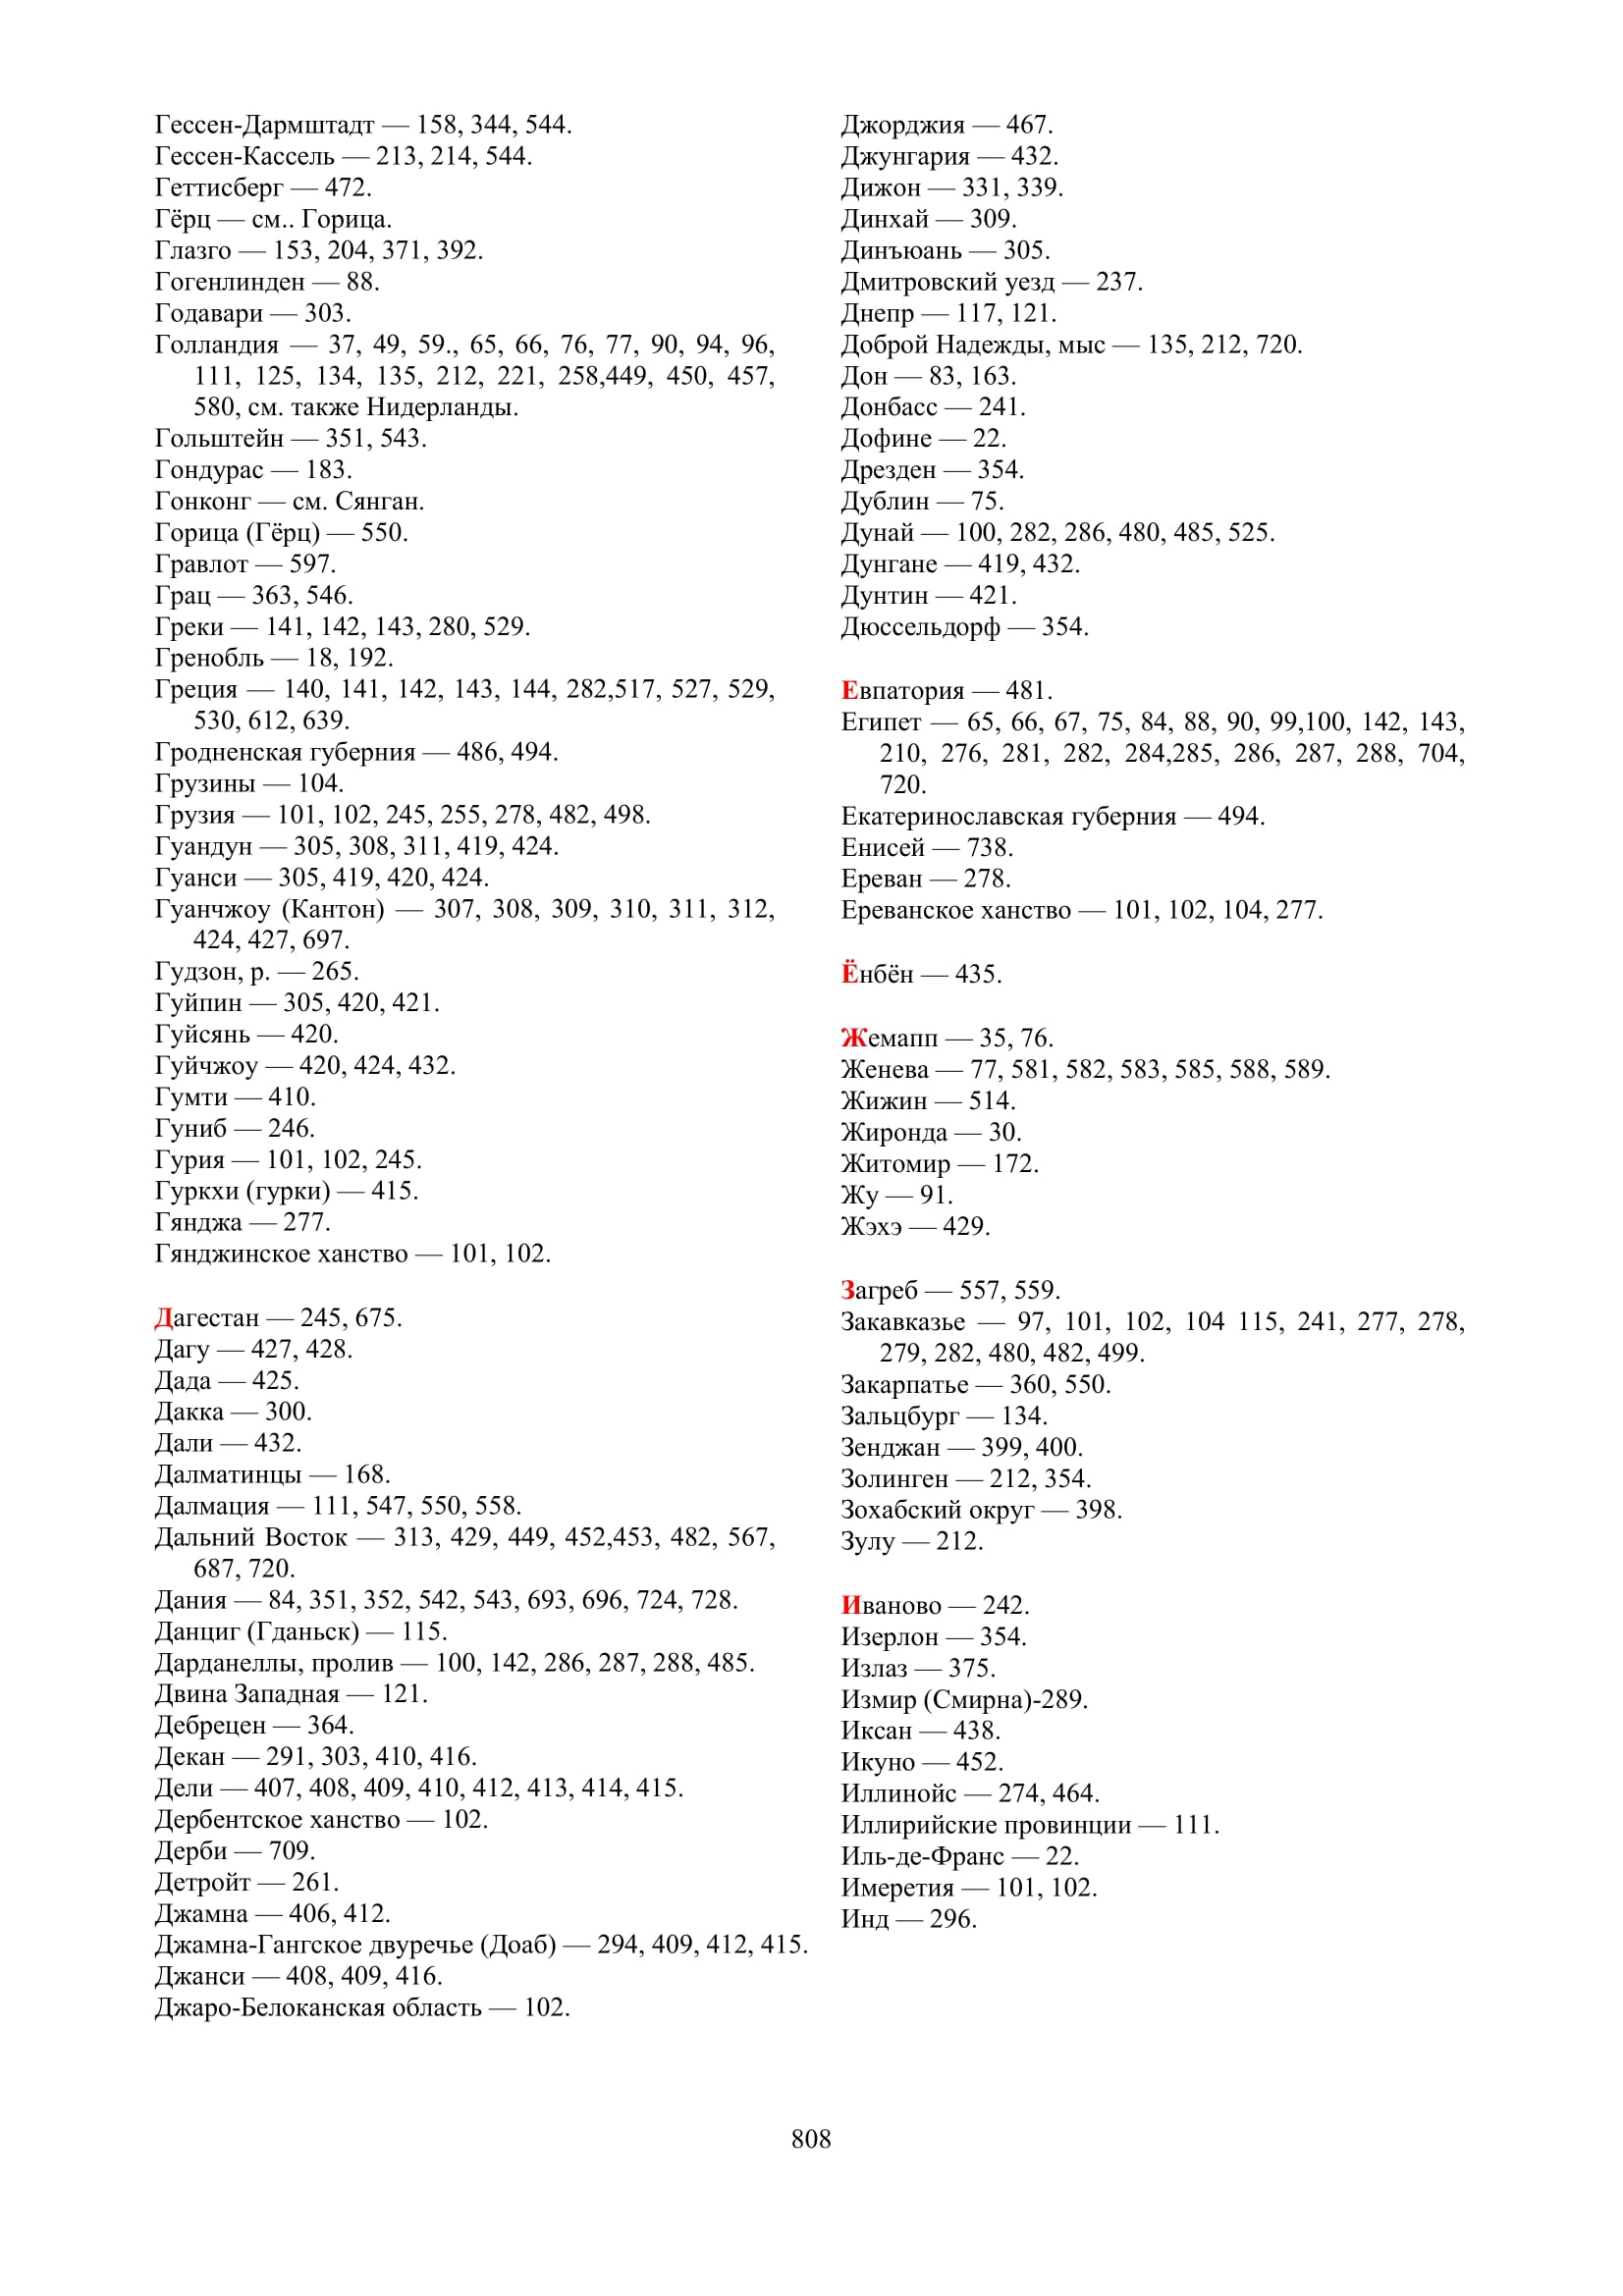 Гессен-Дармштадт — 158, 344, 544.
Гессен-Кассель — 213, 214, 544.
Геттисберг — 472.
Гёрц — см.. Горица.
Глазго — 153, 204, 371, 392.
Гогенлинден — 88.
Годавари — 303.
Голландия — 37, 49, 59., 65, 66, 76, 77, 90, 94, 96,
111, 125, 134, 135, 212, 221, 258,449, 450, 457,
580, см. также Нидерланды.
Гольштейн — 351, 543.
Гондурас — 183.
Гонконг — см. Сянган.
Горица (Гёрц) — 550.
Гравлот — 597.
Грац — 363, 546.
Греки — 141, 142, 143, 280, 529.
Гренобль — 18, 192.
Греция — 140, 141, 142, 143, 144, 282,517, 527, 529,
530, 612, 639.
Гродненская губерния — 486, 494.
Грузины — 104.
Грузия — 101, 102, 245, 255, 278, 482, 498.
Гуандун — 305, 308, 311, 419, 424.
Гуанси — 305, 419, 420, 424.
Гуанчжоу (Кантон) — 307, 308, 309, 310, 311, 312,
424, 427, 697.
Гудзон, р. — 265.
Гуйпин — 305, 420, 421.
Гуйсянь — 420.
Гуйчжоу — 420, 424, 432.
Гумти — 410.
Гуниб — 246.
Гурия — 101, 102, 245.
Гуркхи (гурки) — 415.
Гянджа — 277.
Гянджинское ханство — 101, 102.
Дагестан — 245, 675.
Дагу — 427, 428.
Дада — 425.
Дакка — 300.
Дали — 432.
Далматинцы — 168.
Далмация — 111, 547, 550, 558.
Дальний Восток — 313, 429, 449, 452,453, 482, 567,
687, 720.
Дания — 84, 351, 352, 542, 543, 693, 696, 724, 728.
Данциг (Гданьск) — 115.
Дарданеллы, пролив — 100, 142, 286, 287, 288, 485.
Двина Западная — 121.
Дебрецен — 364.
Декан — 291, 303, 410, 416.
Дели — 407, 408, 409, 410, 412, 413, 414, 415.
Дербентское ханство — 102.
Дерби — 709.
Детройт — 261.
Джамна — 406, 412.
Джамна-Гангское двуречье (Доаб) — 294, 409, 412, 415.
Джанси — 408, 409, 416.
Джаро-Белоканская область — 102.
Джорджия — 467.
Джунгария — 432.
Дижон — 331, 339.
Динхай — 309.
Динъюань — 305.
Дмитровский уезд — 237.
Днепр — 117, 121.
Доброй Надежды, мыс — 135, 212, 720.
Дон — 83, 163.
Донбасс — 241.
Дофине — 22.
Дрезден — 354.
Дублин — 75.
Дунай — 100, 282, 286, 480, 485, 525.
Дунгане — 419, 432.
Дунтин — 421.
Дюссельдорф — 354.
Евпатория — 481.
Египет — 65, 66, 67, 75, 84, 88, 90, 99,100, 142, 143,
210, 276, 281, 282, 284,285, 286, 287, 288, 704,
720.
Екатеринославская губерния — 494.
Енисей — 738.
Ереван — 278.
Ереванское ханство — 101, 102, 104, 277.
Ёнбён — 435.
Жемапп — 35, 76.
Женева — 77, 581, 582, 583, 585, 588, 589.
Жижин — 514.
Жиронда — 30.
Житомир — 172.
Жу — 91.
Жэхэ — 429.
Загреб — 557, 559.
Закавказье — 97, 101, 102, 104 115, 241, 277, 278,
279, 282, 480, 482, 499.
Закарпатье — 360, 550.
Зальцбург — 134.
Зенджан — 399, 400.
Золинген — 212, 354.
Зохабский округ — 398.
Зулу — 212.
Иваново — 242.
Изерлон — 354.
Излаз — 375.
Измир (Смирна)-289.
Иксан — 438.
Икуно — 452.
Иллинойс — 274, 464.
Иллирийские провинции — 111.
Иль-де-Франс — 22.
Имеретия — 101, 102.
Инд — 296.
808